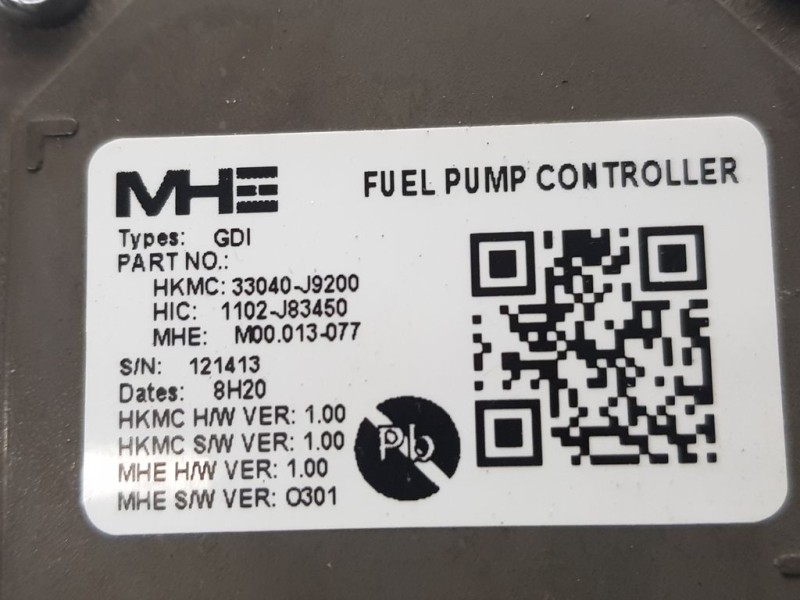 MHE
FUEL PUMP CONTROLLER
Types: GDI
PART NO.:
HKMC: 33040-J9200
HIC: 1102-J83450
MHE: M00.013-077
S/N: 121413
Dates: 8H20
HKMC H/W VER: 1.00
HKMC S/W VER: 1.00
MHE H/W VER: 1.00
MHE S/W VER: O301
Pb